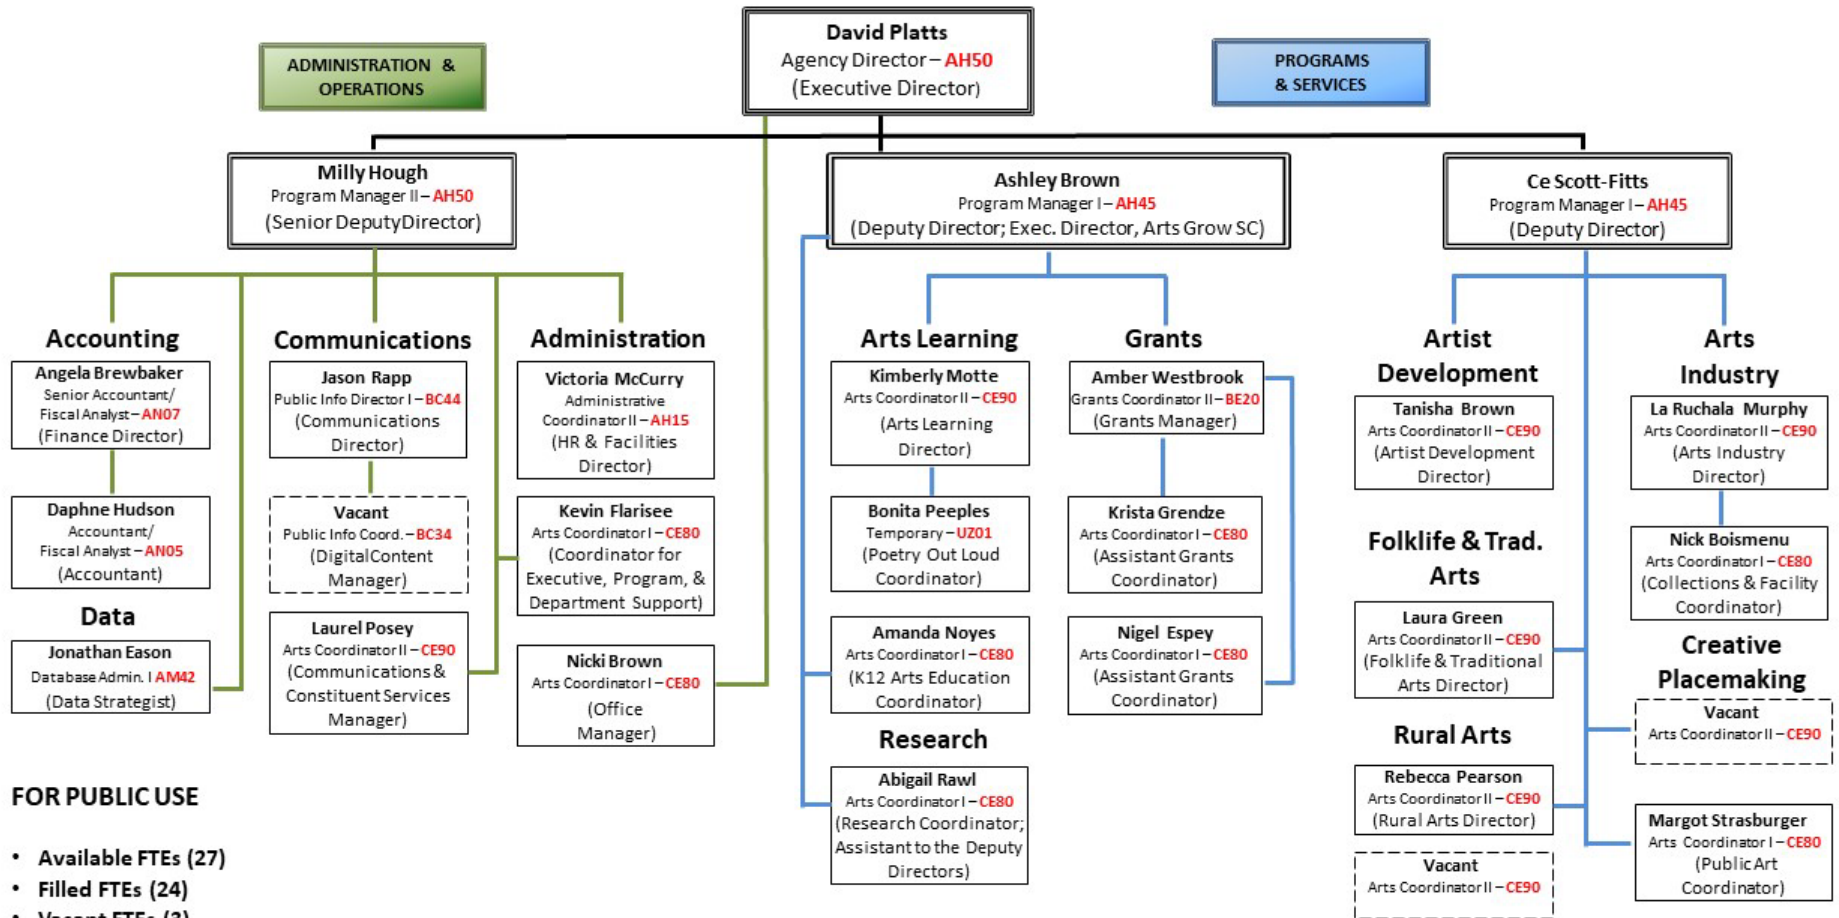 David Platts
Agency Director – AH50
(Executive Director)
ADMINISTRATION &
OPERATIONS
PROGRAMS
& SERVICES
Milly Hough
Program Manager II – AH50
(Senior Deputy Director)
Ashley Brown
Program Manager I – AH45
(Deputy Director; Exec. Director, Arts Grow SC)
Ce Scott-Fitts
Program Manager I – AH45
(Deputy Director)
Accounting
Angela Brewbaker
Senior Accountant/
Fiscal Analyst – AN07
(Finance Director)
Daphne Hudson
Accountant/
Fiscal Analyst – AN05
(Accountant)
Data
Jonathan Eason
Database Admin. I AM42
(Data Strategist)
Communications
Jason Rapp
Public Info Director I – BC44
(Communications
Director)
Vacant
Public Info Coord. – BC34
(Digital Content
Manager)
Laurel Posey
Arts Coordinator II – CE90
(Communications &
Constituent Services
Manager)
Administration
Victoria McCurry
Administrative
Coordinator II – AH15
(HR & Facilities
Director)
Kevin Flarisee
Arts Coordinator I – CE80
(Coordinator for
Executive, Program, &
Department Support)
Nicki Brown
Arts Coordinator I – CE80
(Office
Manager)
Arts Learning
Kimberly Motte
Arts Coordinator II – CE90
(Arts Learning
Director)
Bonita Peeples
Temporary – UZ01
(Poetry Out Loud
Coordinator)
Amanda Noyes
Arts Coordinator I – CE80
(K12 Arts Education
Coordinator)
Research
Abigail Rawl
Arts Coordinator I – CE80
(Research Coordinator;
Assistant to the Deputy
Directors)
Grants
Amber Westbrook
Grants Coordinator II – BE20
(Grants Manager)
Krista Grendze
Arts Coordinator I – CE80
(Assistant Grants
Coordinator)
Nigel Espey
Arts Coordinator I – CE80
(Assistant Grants
Coordinator)
Artist
Development
Tanisha Brown
Arts Coordinator II – CE90
(Artist Development
Director)
Folklife & Trad.
Arts
Laura Green
Arts Coordinator II – CE90
(Folklife & Traditional
Arts Director)
Rural Arts
Rebecca Pearson
Arts Coordinator II – CE90
(Rural Arts Director)
Vacant
Arts Coordinator II – CE90
Arts
Industry
La Ruchala Murphy
Arts Coordinator II – CE90
(Arts Industry
Director)
Nick Boismenu
Arts Coordinator I – CE80
(Collections & Facility
Coordinator)
Creative
Placemaking
Vacant
Arts Coordinator II – CE90
Margot Strasburger
Arts Coordinator I – CE80
(Public Art
Coordinator)
FOR PUBLIC USE
• Available FTEs (27)
• Filled FTEs (24)
• Vacant FTEs (3)